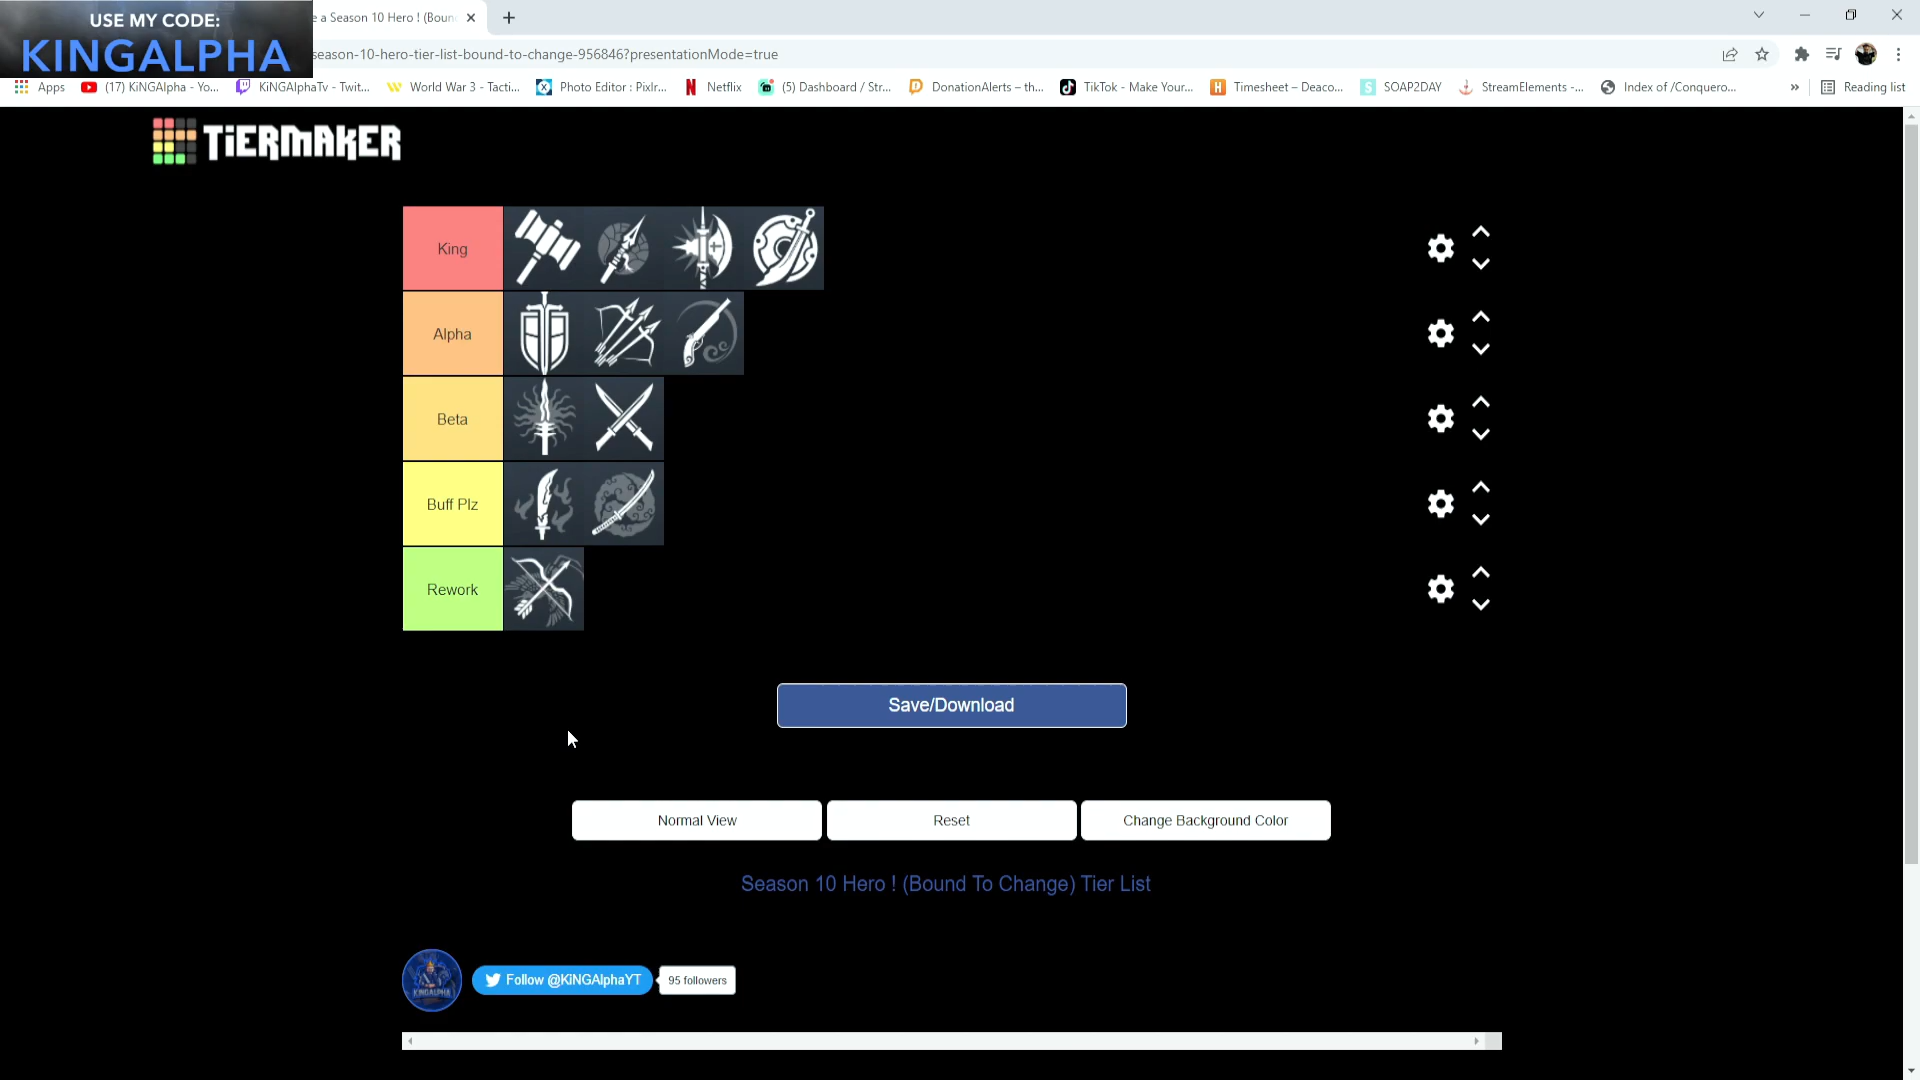 USE MY CODE:
KINGALPHA
e a Season 10 Hero ! (Boun
season-10-hero-tier-list-bound-to-change-956846?presentationMode=true
Apps
(17) KiNGAlpha - Yo...
KiNGAlphaTv - Twit...
World War 3 - Tacti...
Photo Editor : Pixlr...
Netflix
(5) Dashboard / Str...
DonationAlerts – th...
TikTok - Make Your...
Timesheet – Deaco...
SOAP2DAY
StreamElements -...
Index of /Conquero...
»
Reading list
TiERMAKER
King
Alpha
Beta
Buff Plz
Rework
Save/Download
Normal View
Reset
Change Background Color
Season 10 Hero ! (Bound To Change) Tier List
KINGALPHA
Follow @KiNGAlphaYT
95 followers